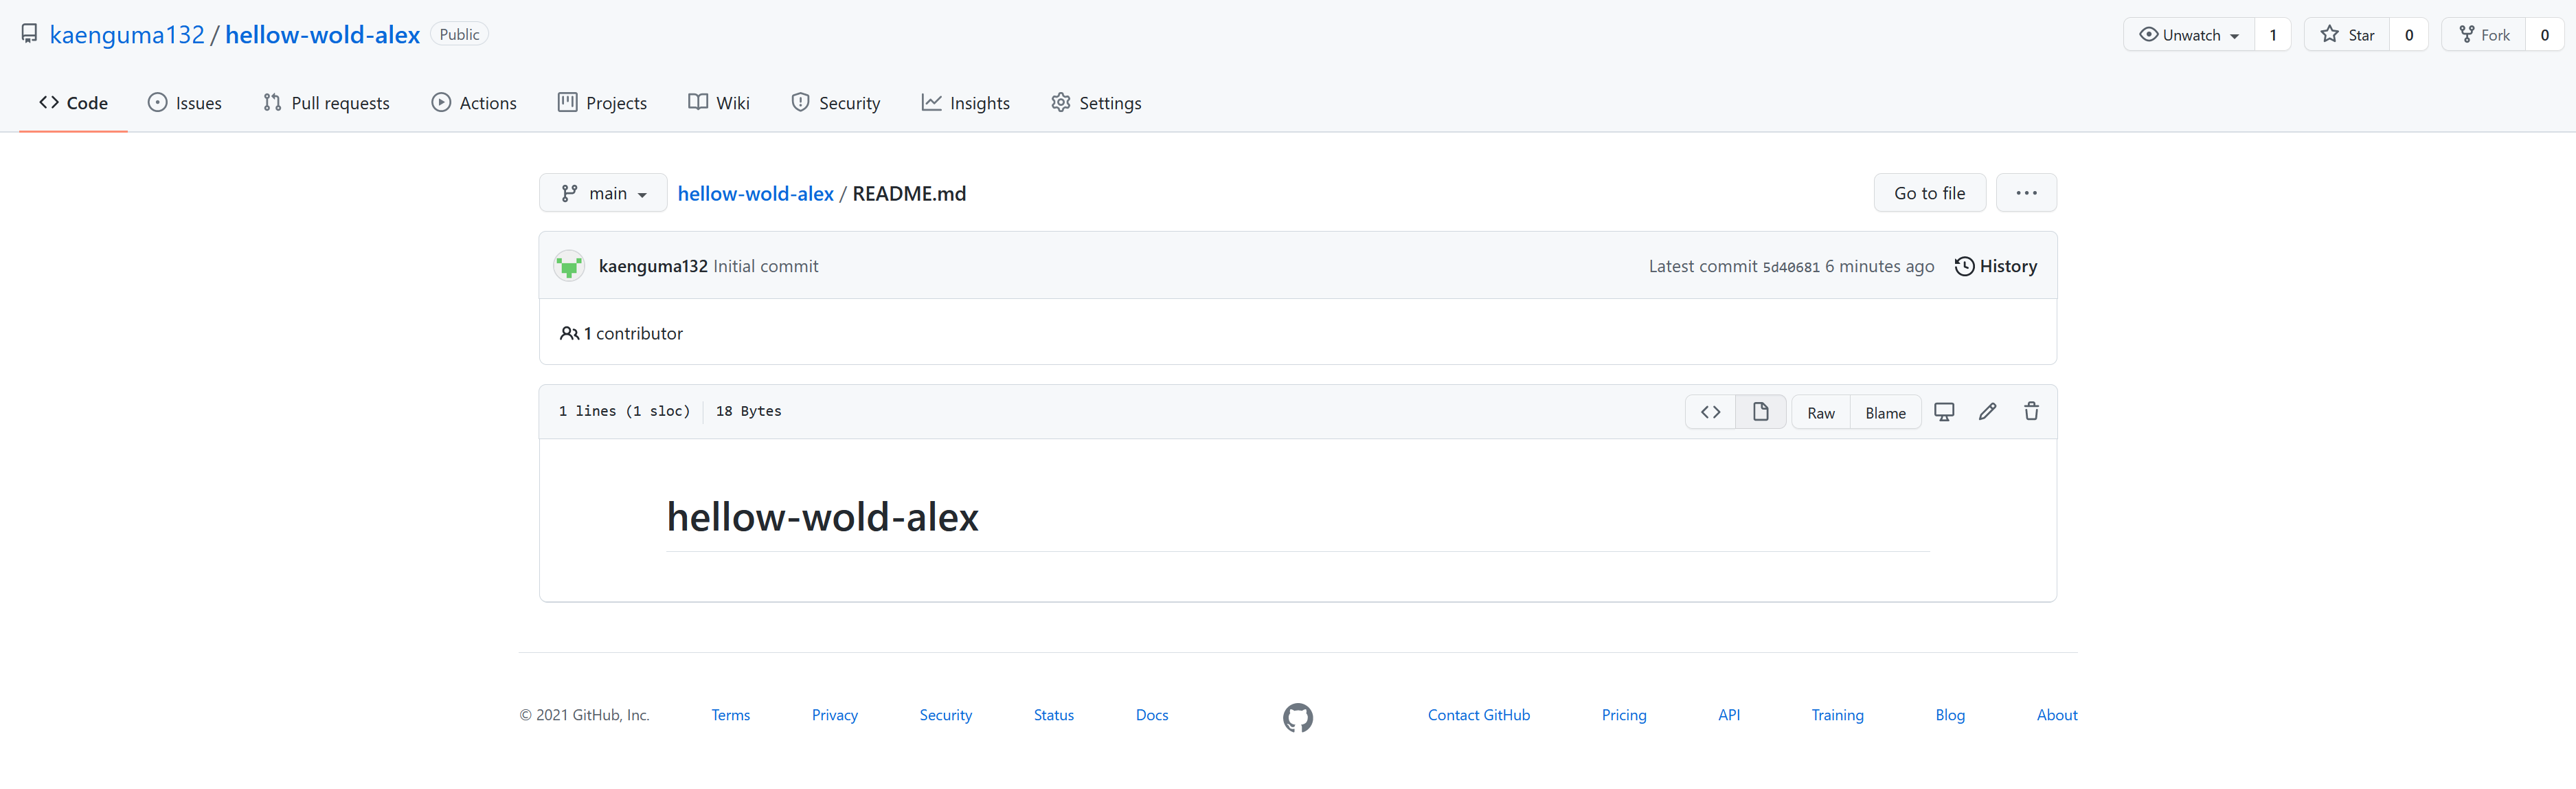 kaenguma132 / hellow-wold-alex Public Unwatch 1 Star 0 Fork 0
Code Issues Pull requests Actions Projects Wiki Security Insights Settings
main hellow-wold-alex / README.md Go to file ...
kaenguma132 Initial commit Latest commit 5d40681 6 minutes ago History
1 contributor
1 lines (1 sloc) 18 Bytes <> Raw Blame
hellow-wold-alex
© 2021 GitHub, Inc. Terms Privacy Security Status Docs Contact GitHub Pricing API Training Blog About